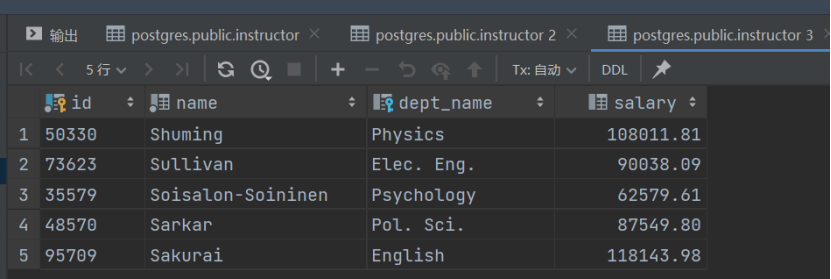 输出 postgres.public.instructor postgres.public.instructor 2 postgres.public.instructor 3
5 行 Tx: 自动 DDL
id name dept_name salary
1 50330 Shuming Physics 108011.81
2 73623 Sullivan Elec. Eng. 90038.09
3 35579 Soisalon-Soininen Psychology 62579.61
4 48570 Sarkar Pol. Sci. 87549.80
5 95709 Sakurai English 118143.98